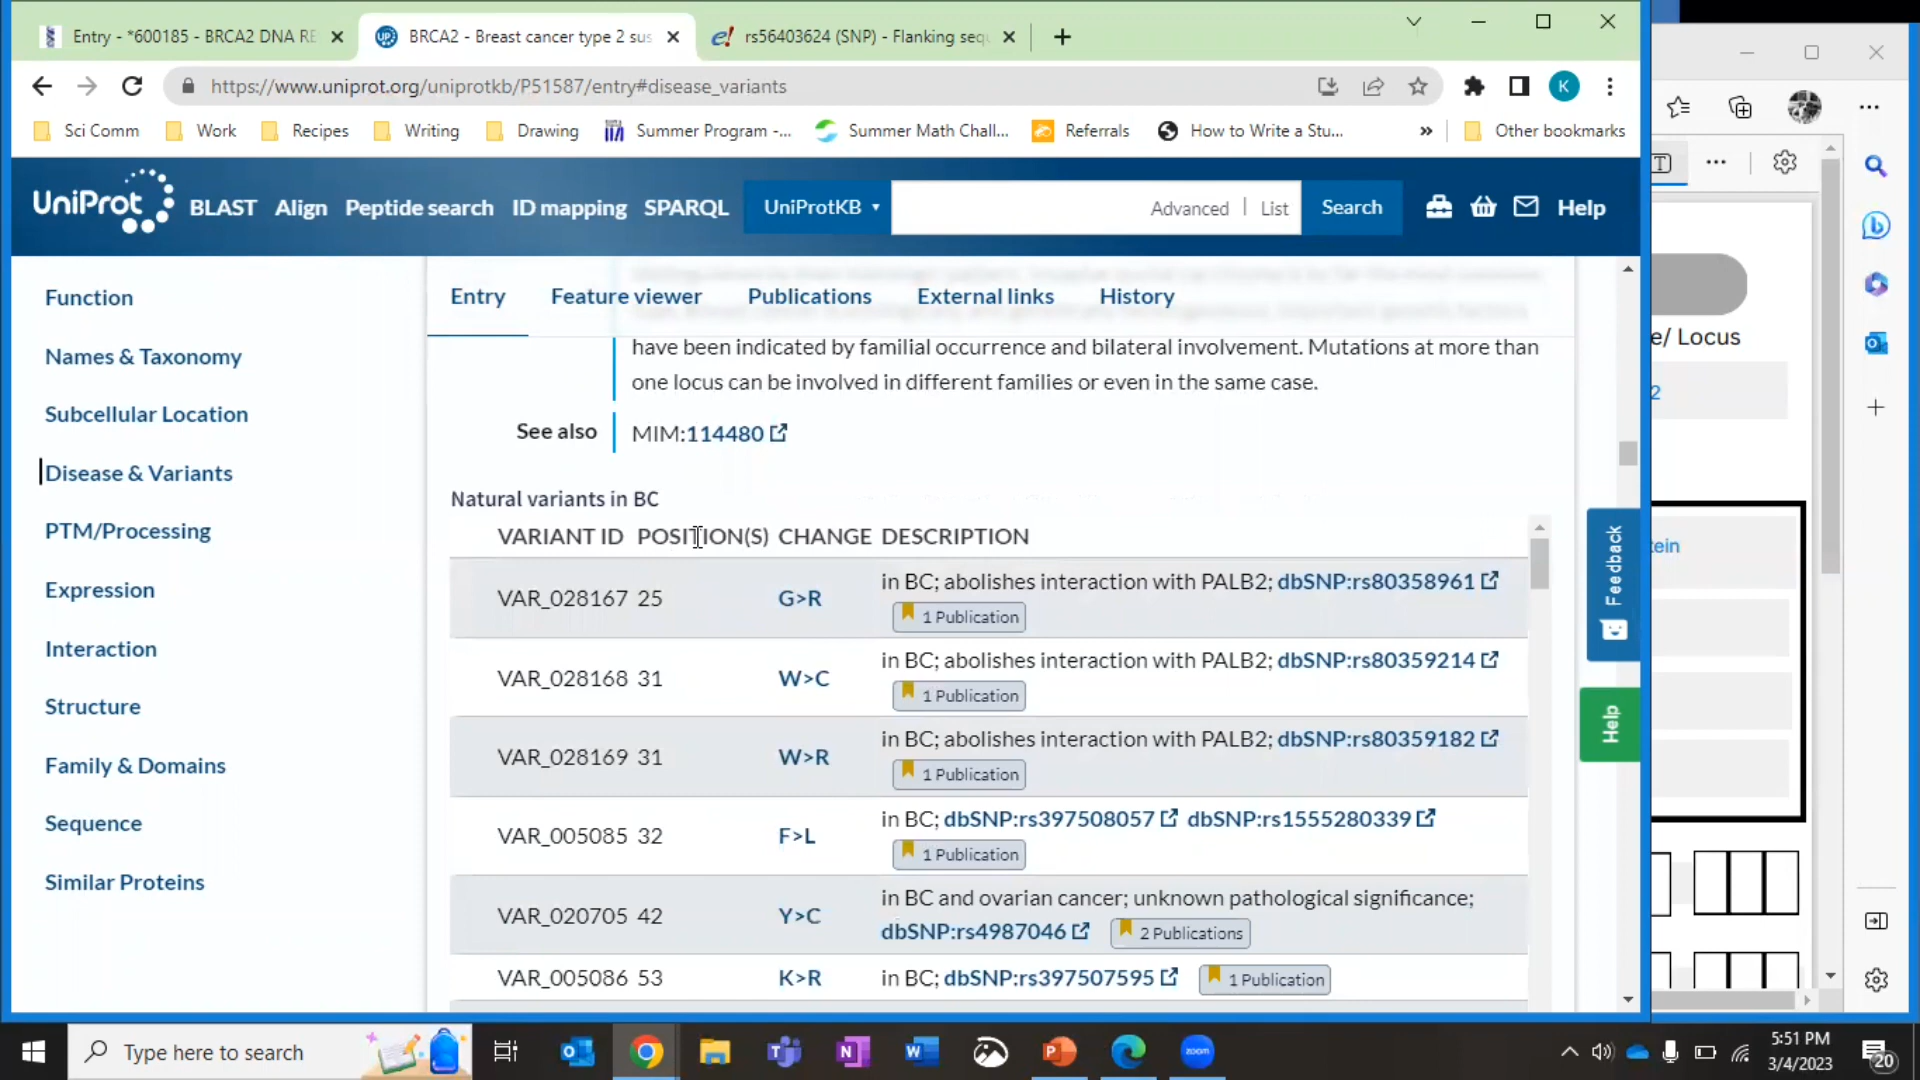 Entry - *600185 - BRCA2 DNA RE
BRCA2 - Breast cancer type 2 sus
rs56403624 (SNP) - Flanking seq
https://www.uniprot.org/uniprotkb/P51587/entry#disease_variants
K
Sci Comm
Work
Recipes
Writing
Drawing
Summer Program -...
Summer Math Chall...
Referrals
How to Write a Stu...
»
Other bookmarks
UniProt
BLAST
Align
Peptide search
ID mapping
SPARQL
UniProtKB
Advanced | List
Search
Help
Function
Names & Taxonomy
Subcellular Location
Disease & Variants
PTM/Processing
Expression
Interaction
Structure
Family & Domains
Sequence
Similar Proteins
Entry
Feature viewer
Publications
External links
History
have been indicated by familial occurrence and bilateral involvement. Mutations at more than
one locus can be involved in different families or even in the same case.
See also
MIM:114480
Natural variants in BC
VARIANT ID POSITION(S) CHANGE DESCRIPTION
VAR_028167 25 G>R in BC; abolishes interaction with PALB2; dbSNP:rs80358961
1 Publication
VAR_028168 31 W>C in BC; abolishes interaction with PALB2; dbSNP:rs80359214
1 Publication
VAR_028169 31 W>R in BC; abolishes interaction with PALB2; dbSNP:rs80359182
1 Publication
VAR_005085 32 F>L in BC; dbSNP:rs397508057 dbSNP:rs1555280339
1 Publication
VAR_020705 42 Y>C in BC and ovarian cancer; unknown pathological significance;
dbSNP:rs4987046 2 Publications
VAR_005086 53 K>R in BC; dbSNP:rs397507595 1 Publication
Feedback
Help
e/ Locus
2
tein
Type here to search
zoom
5:51 PM
3/4/2023
20